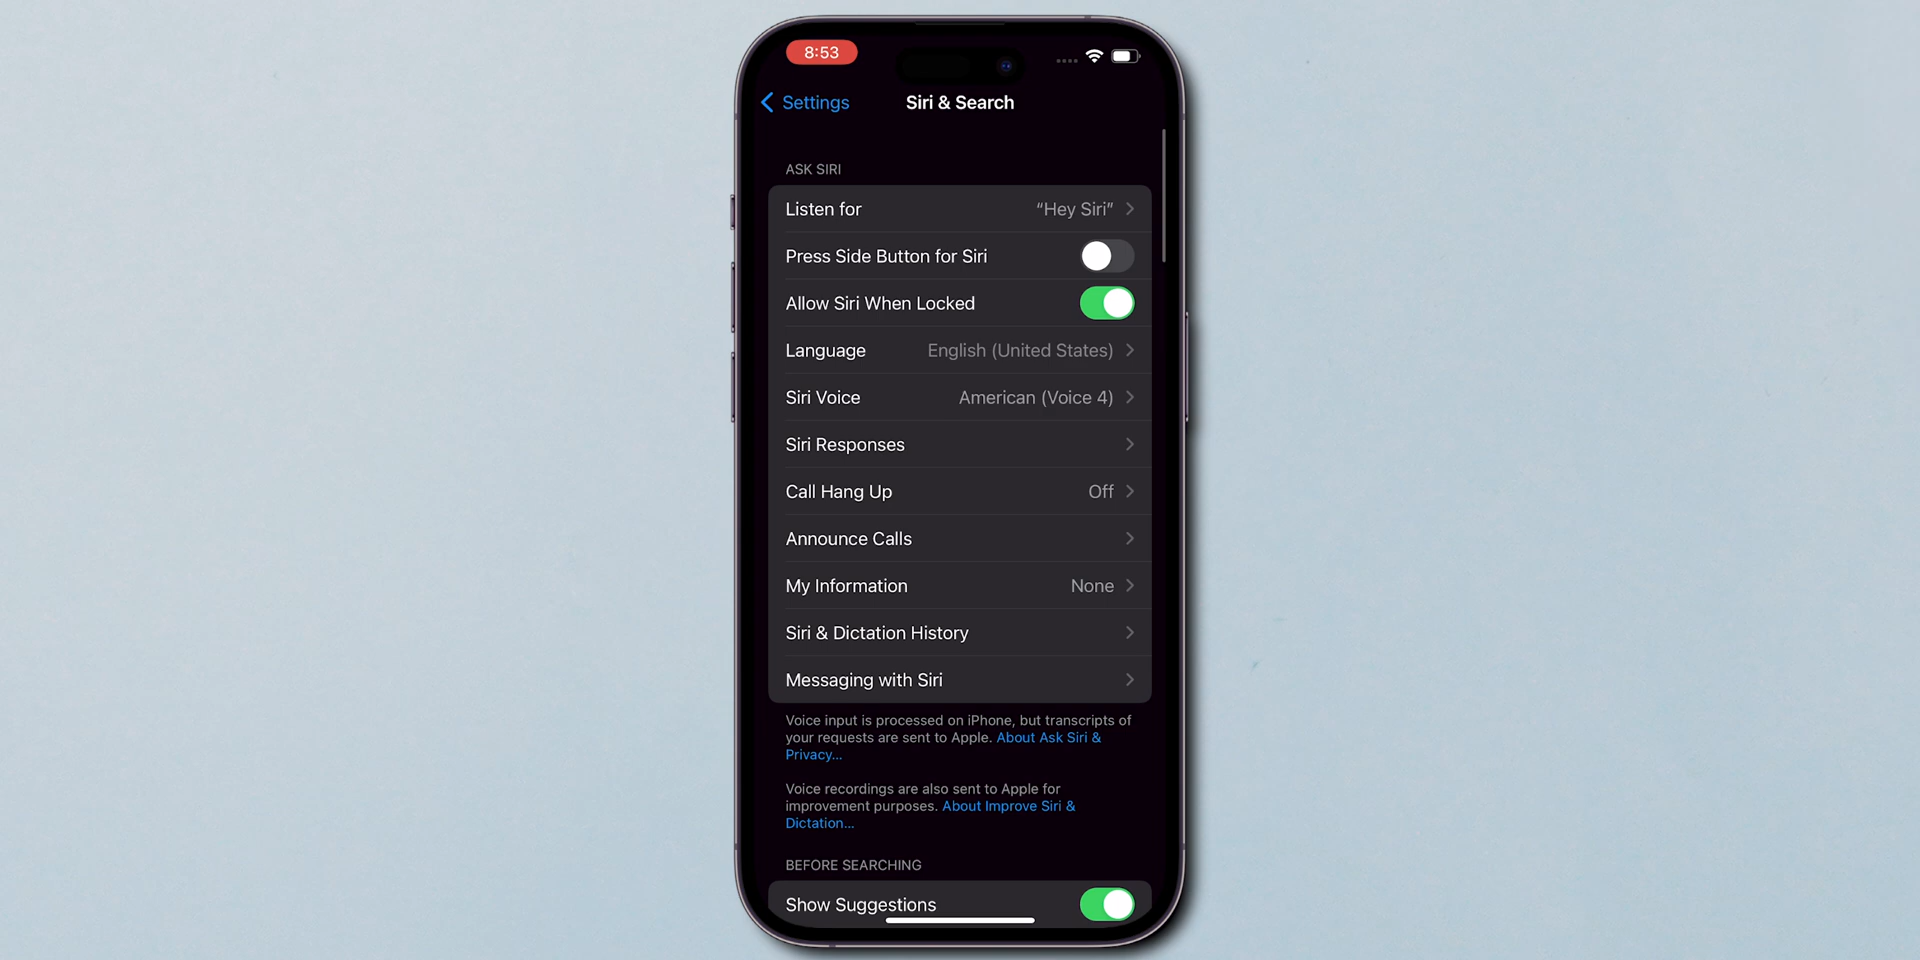 8:53
Settings
Siri & Search
ASK SIRI
Listen for “Hey Siri”
Press Side Button for Siri
Allow Siri When Locked
Language English (United States)
Siri Voice American (Voice 4)
Siri Responses
Call Hang Up Off
Announce Calls
My Information None
Siri & Dictation History
Messaging with Siri
Voice input is processed on iPhone, but transcripts of
your requests are sent to Apple. About Ask Siri &
Privacy...
Voice recordings are also sent to Apple for
improvement purposes. About Improve Siri &
Dictation...
BEFORE SEARCHING
Show Suggestions